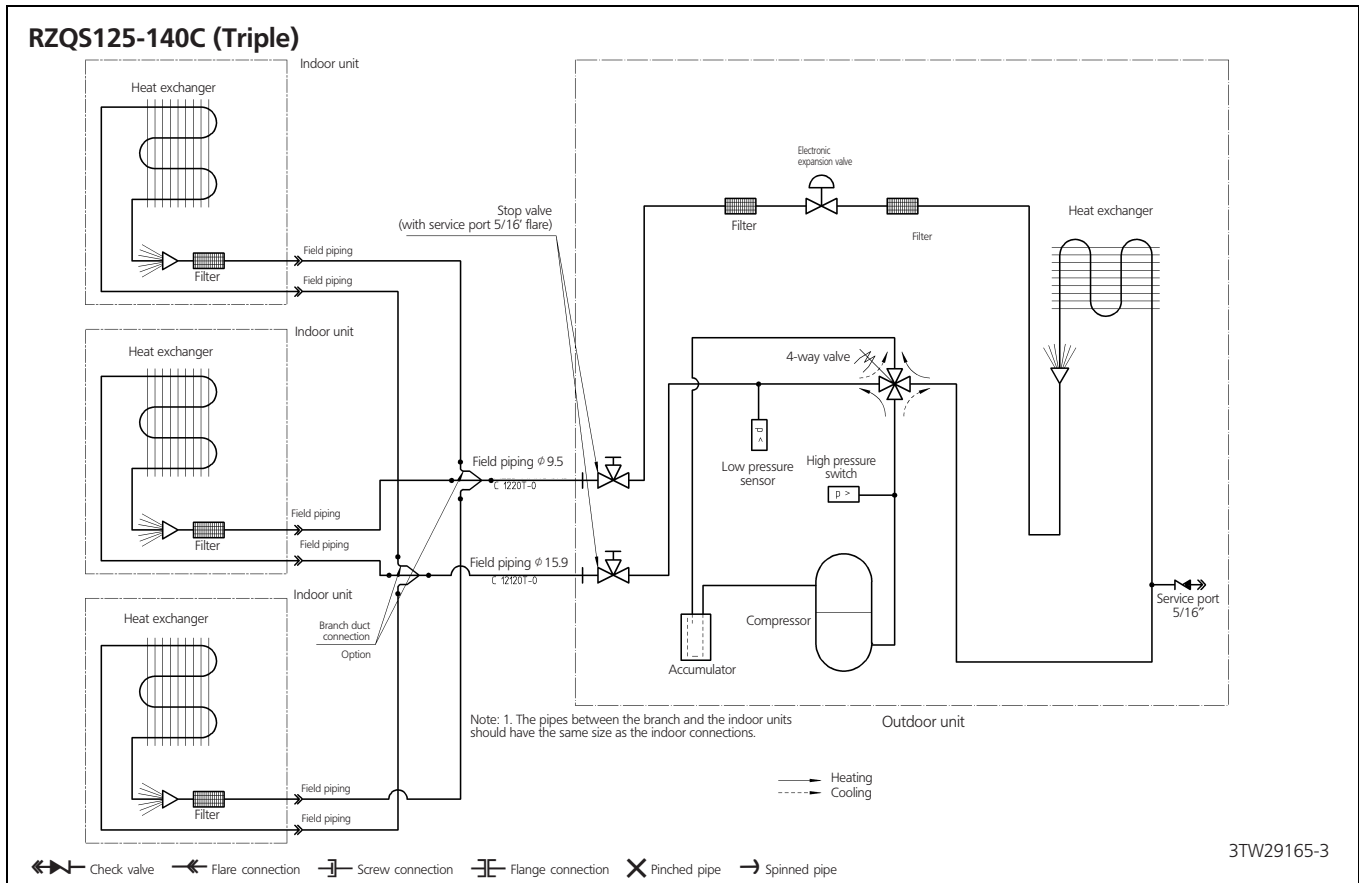 RZQS125-140C (Triple)
Indoor unit
Heat exchanger
Filter
Field piping
Field piping
Indoor unit
Heat exchanger
Filter
Field piping
Field piping
Indoor unit
Heat exchanger
Filter
Field piping
Field piping
Branch duct
connection
Option
Stop valve
(with service port 5/16' flare)
Field piping ϕ 9.5
C 1220T-0
Field piping ϕ 15.9
C 12120T-0
Electronic
expansion valve
Filter
Filter
Heat exchanger
4-way valve
Low pressure
sensor
p <
High pressure
switch
p >
Compressor
Accumulator
Service port
5/16"
Outdoor unit
Note: 1. The pipes between the branch and the indoor units
should have the same size as the indoor connections.
Heating
Cooling
Check valve
Flare connection
Screw connection
Flange connection
Pinched pipe
Spinned pipe
3TW29165-3